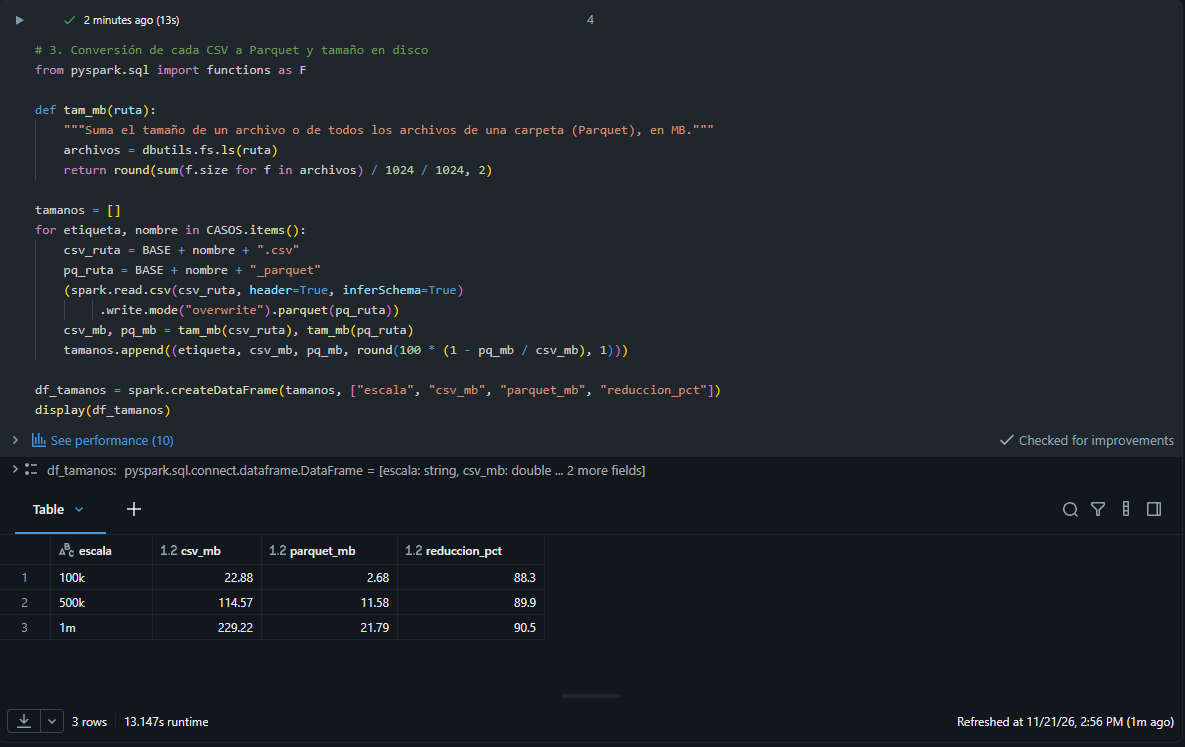 2 minutes ago (13s)
4
# 3. Conversión de cada CSV a Parquet y tamaño en disco
from pyspark.sql import functions as F
def tam_mb(ruta):
"""Suma el tamaño de un archivo o de todos los archivos de una carpeta (Parquet), en MB."""
archivos = dbutils.fs.ls(ruta)
return round(sum(f.size for f in archivos) / 1024 / 1024, 2)
tamanos = []
for etiqueta, nombre in CASOS.items():
csv_ruta = BASE + nombre + ".csv"
pq_ruta = BASE + nombre + "_parquet"
(spark.read.csv(csv_ruta, header=True, inferSchema=True)
.write.mode("overwrite").parquet(pq_ruta))
csv_mb, pq_mb = tam_mb(csv_ruta), tam_mb(pq_ruta)
tamanos.append((etiqueta, csv_mb, pq_mb, round(100 * (1 - pq_mb / csv_mb), 1)))
df_tamanos = spark.createDataFrame(tamanos, ["escala", "csv_mb", "parquet_mb", "reduccion_pct"])
display(df_tamanos)
See performance (10) Checked for improvements
df_tamanos: pyspark.sql.connect.dataframe.DataFrame = [escala: string, csv_mb: double ... 2 more fields]
Table +
ABC escala 1.2 csv_mb 1.2 parquet_mb 1.2 reduccion_pct
1 100k 22.88 2.68 88.3
2 500k 114.57 11.58 89.9
3 1m 229.22 21.79 90.5
3 rows 13.147s runtime Refreshed at 11/21/26, 2:56 PM (1m ago)